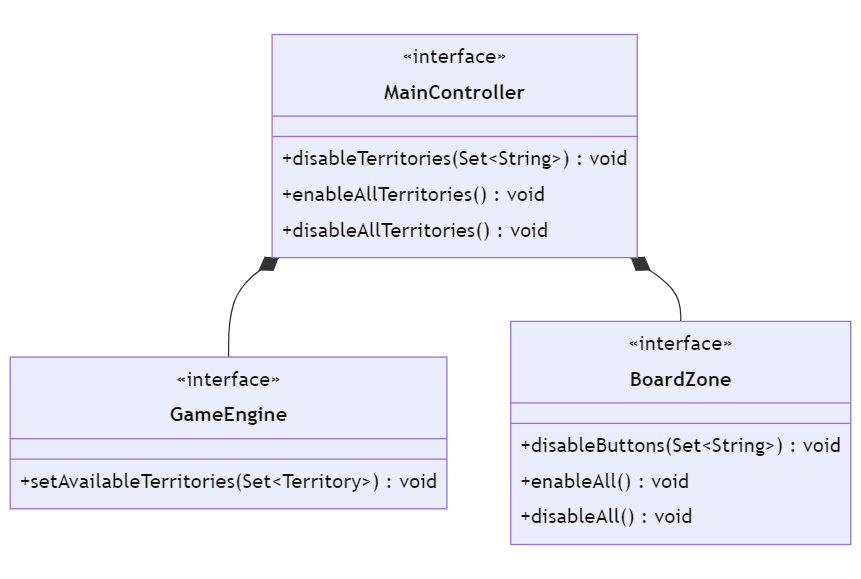 «interface»
MainController
+disableTerritories(Set<String>) : void
+enableAllTerritories() : void
+disableAllTerritories() : void
«interface»
GameEngine
+setAvailableTerritories(Set<Territory>) : void
«interface»
BoardZone
+disableButtons(Set<String>) : void
+enableAll() : void
+disableAll() : void